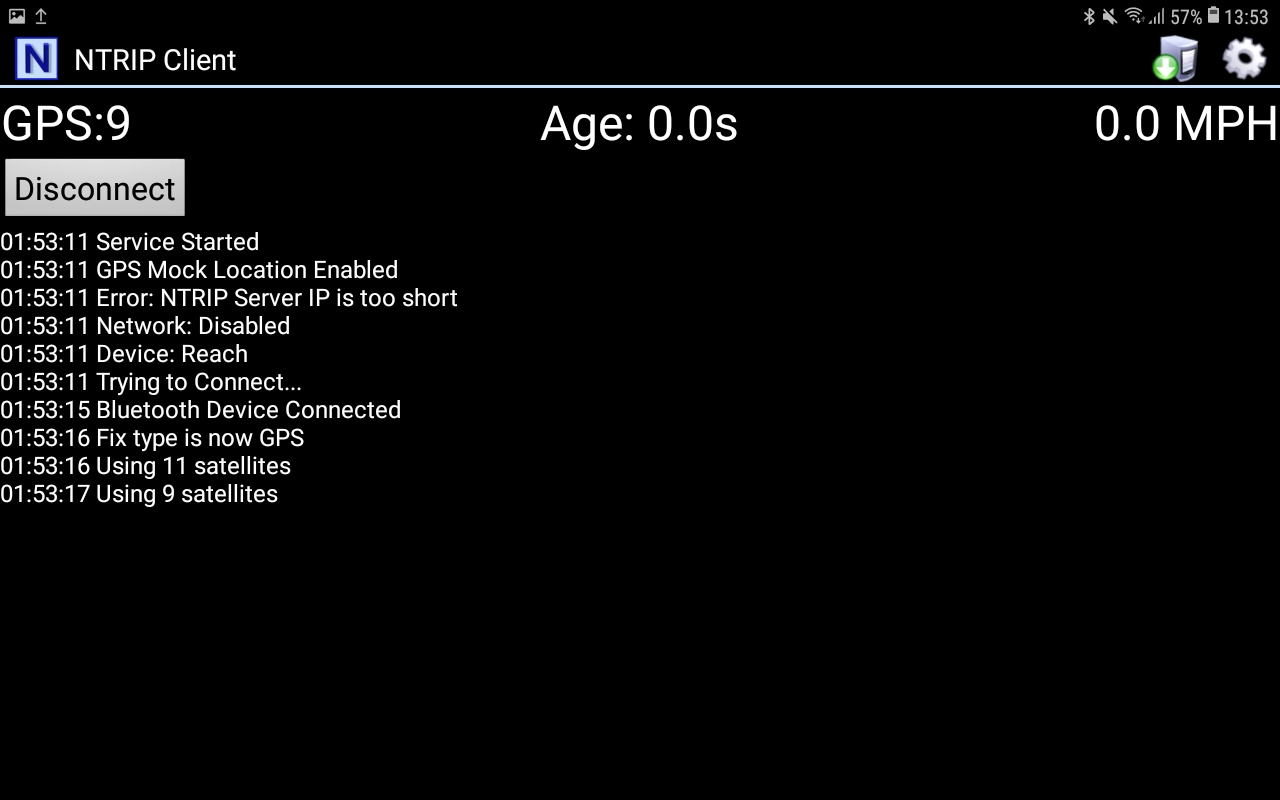 57% 13:53
N NTRIP Client
GPS:9 Age: 0.0s 0.0 MPH
Disconnect
01:53:11 Service Started
01:53:11 GPS Mock Location Enabled
01:53:11 Error: NTRIP Server IP is too short
01:53:11 Network: Disabled
01:53:11 Device: Reach
01:53:11 Trying to Connect...
01:53:15 Bluetooth Device Connected
01:53:16 Fix type is now GPS
01:53:16 Using 11 satellites
01:53:17 Using 9 satellites